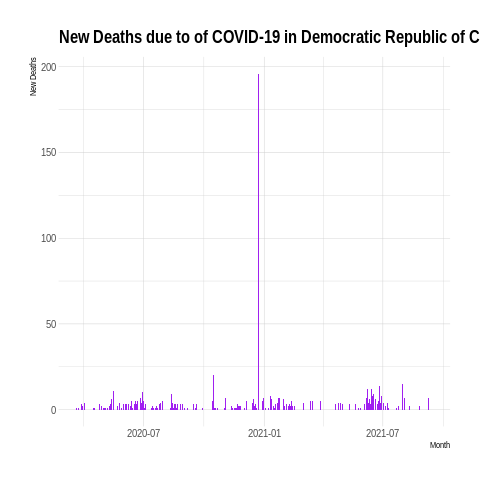 New Deaths due to of COVID-19 in Democratic Republic of C
New Deaths
200
150
100
50
0
2020-07
2021-01
2021-07
Month